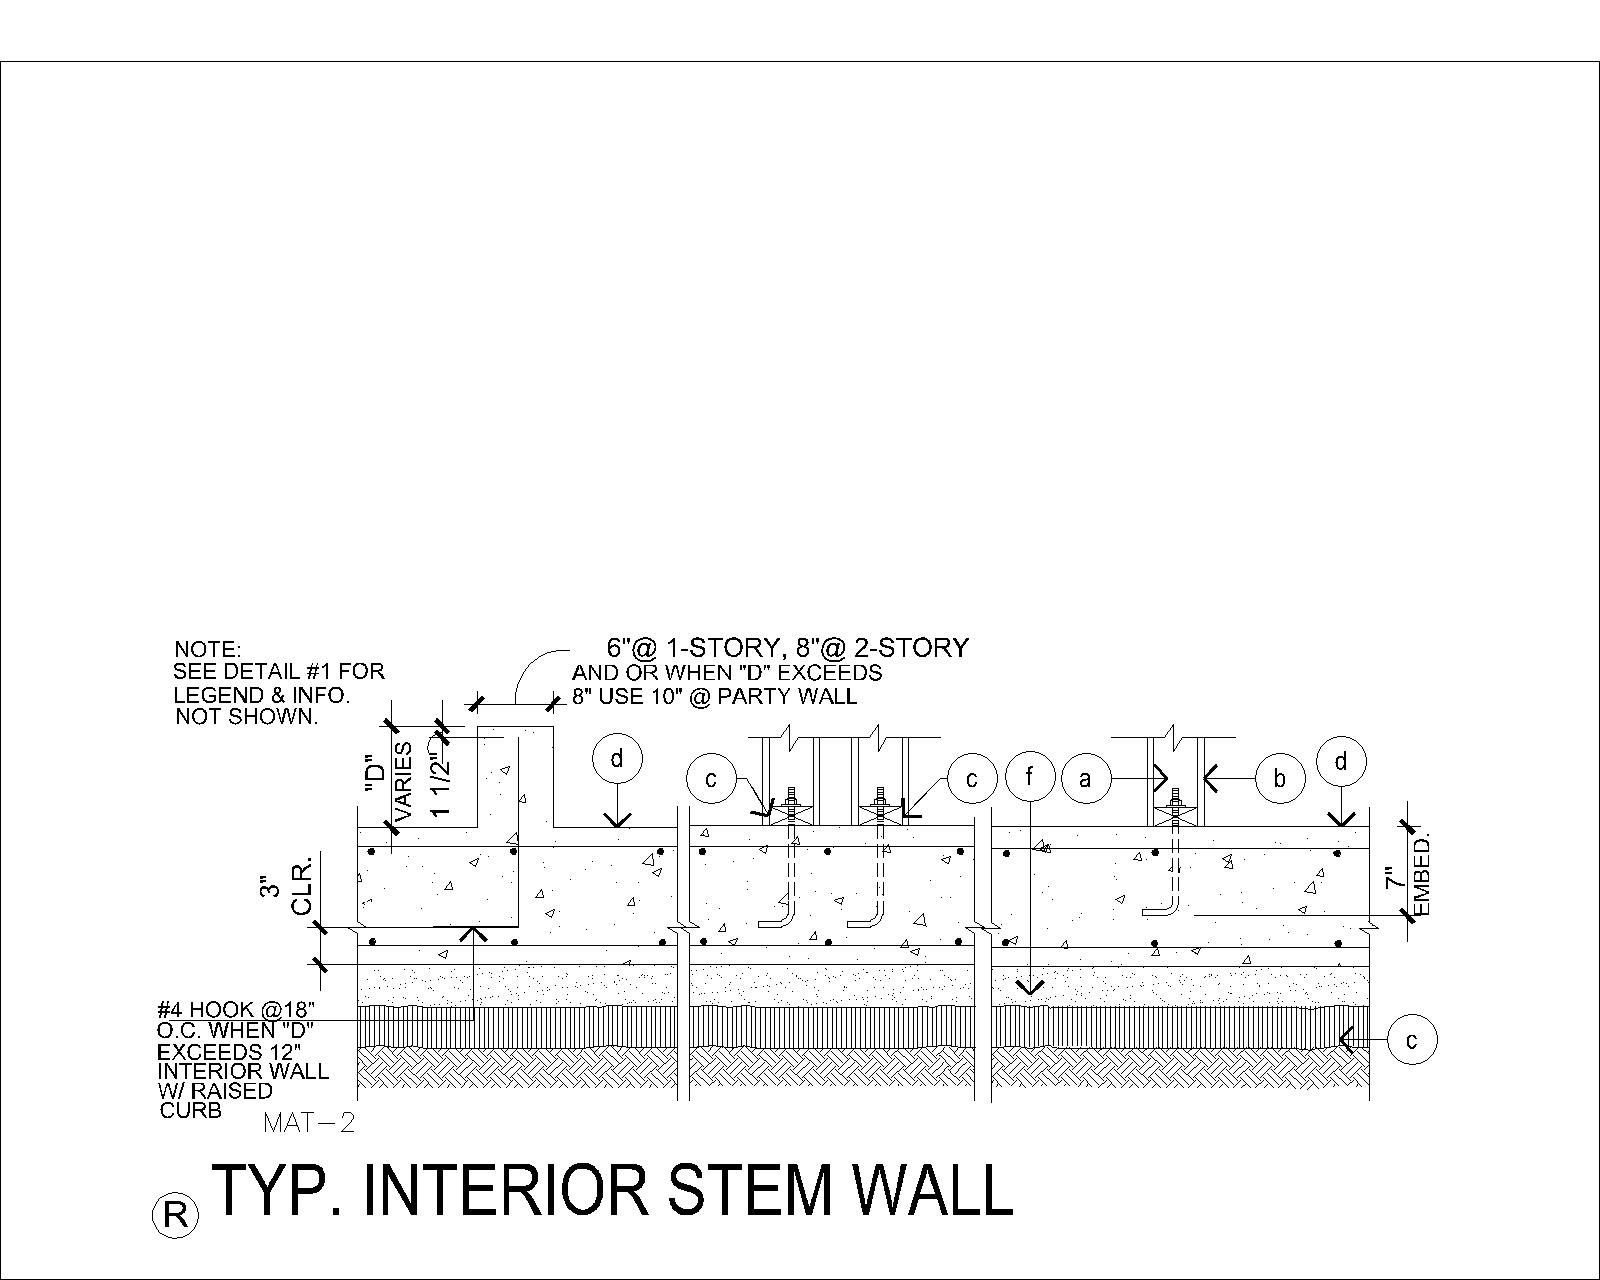 NOTE:
SEE DETAIL #1 FOR
LEGEND & INFO.
NOT SHOWN.
6"@ 1-STORY, 8"@ 2-STORY
AND OR WHEN "D" EXCEEDS
8" USE 10" @ PARTY WALL
"D"
VARIES
1 1/2"
d
c
c
f
a
b
d
3"
CLR.
7"
EMBED.
#4 HOOK @18"
O.C. WHEN "D"
EXCEEDS 12"
INTERIOR WALL
W/ RAISED
CURB
c
MAT-2
R
TYP. INTERIOR STEM WALL